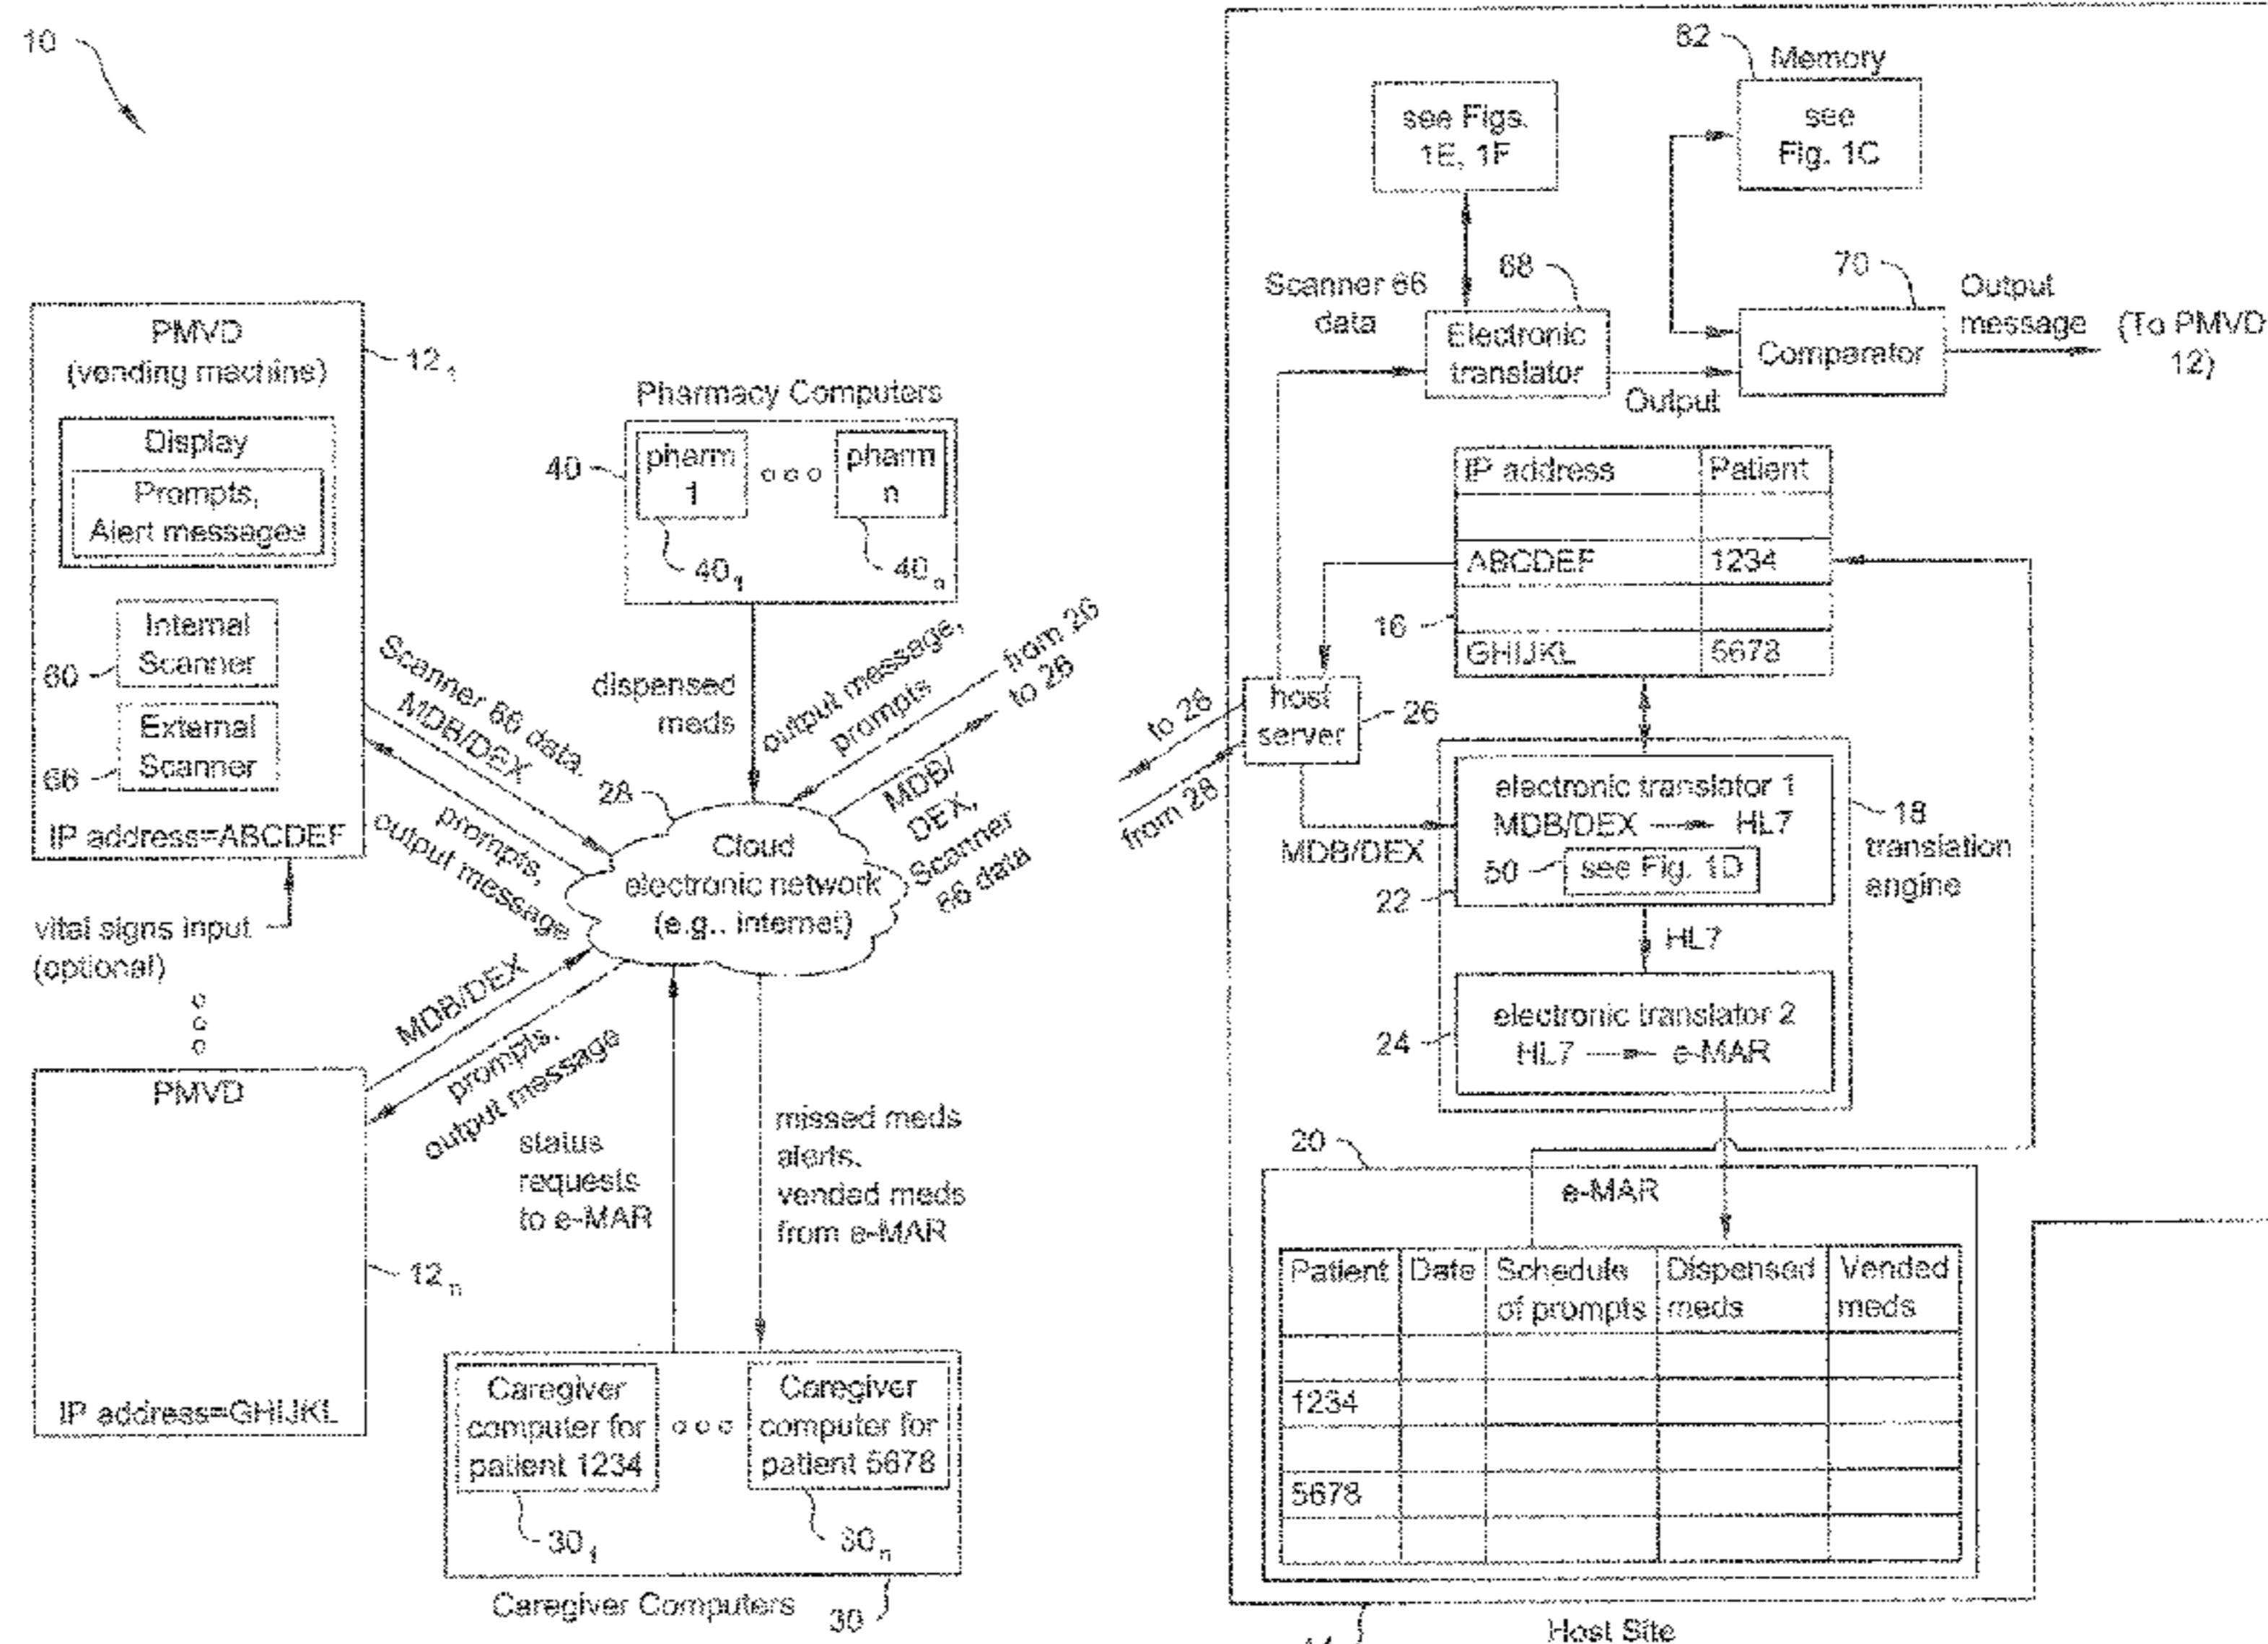 10
PMVD
(vending machine)
12₁
Display
Prompts,
Alert messages
Internal
Scanner
60
External
Scanner
66
IP address=ABCDEF
vital signs input
(optional)
PMVD
12ₙ
IP address=GHIJKL
Pharmacy Computers
40
pharm
1
pharm
n
40₁
40ₙ
dispensed
meds
output message,
prompts
from 26
to 26
Scanner 66 data.
MDB/DEX
prompts,
output message
28
Cloud
electronic network
(e.g., internet)
MDB/
DEX,
Scanner
66 data
MDB/DEX
prompts,
output message
status
requests
to e-MAR
missed meds
alerts,
vended meds
from e-MAR
Caregiver
computer for
patient 1234
Caregiver
computer for
patient 5678
30₁
30ₙ
Caregiver Computers
30
82
Memory
see Figs.
1E, 1F
see
Fig. 1C
Scanner 66
data
68
Electronic
translator
Output
70
Comparator
Output
message
(To PMVD
12)
IP address Patient
ABCDEF 1234
GHIJKL 5678
16
host
server
26
to 28
from 28
MDB/DEX
electronic translator 1
MDB/DEX HL7
50
see Fig. 1D
22
18
translation
engine
HL7
electronic translator 2
HL7 e-MAR
24
20
e-MAR
Patient Date Schedule Dispensed Vended
of prompts meds meds
1234
5678
Host Site